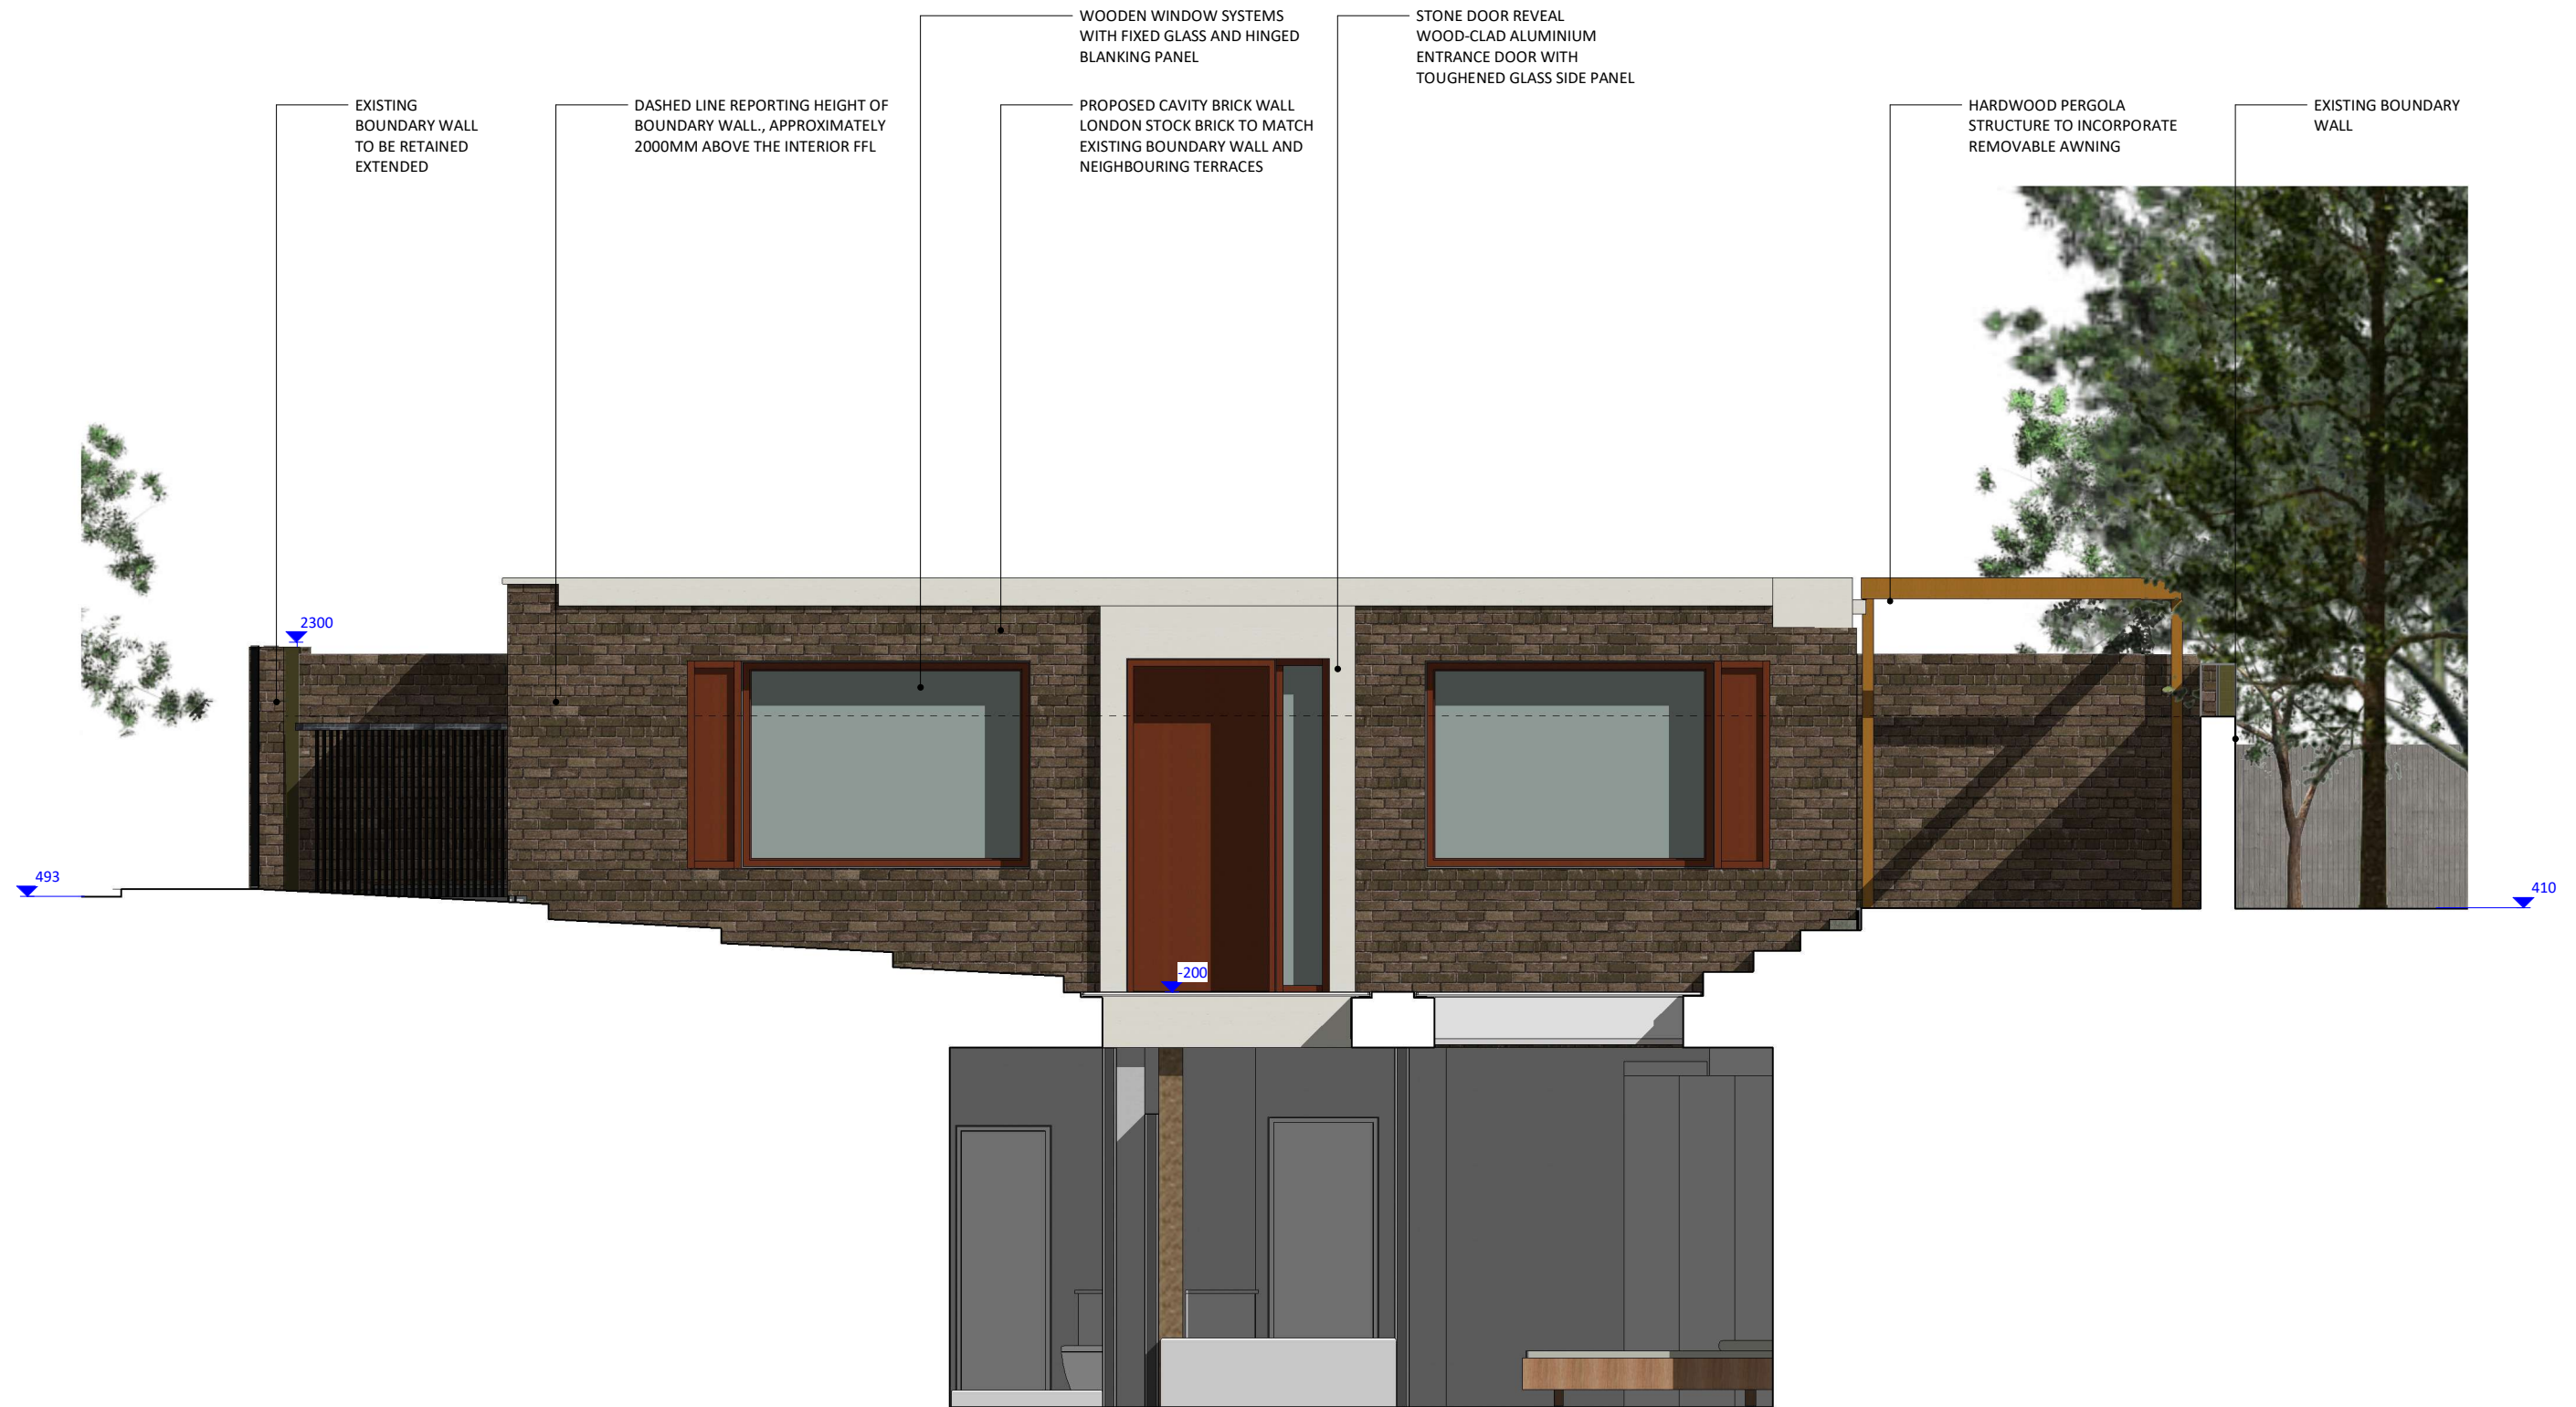 WOODEN WINDOW SYSTEMS
WITH FIXED GLASS AND HINGED
BLANKING PANEL
STONE DOOR REVEAL
WOOD-CLAD ALUMINIUM
ENTRANCE DOOR WITH
TOUGHENED GLASS SIDE PANEL
EXISTING
BOUNDARY WALL
TO BE RETAINED
EXTENDED
DASHED LINE REPORTING HEIGHT OF
BOUNDARY WALL., APPROXIMATELY
2000MM ABOVE THE INTERIOR FFL
PROPOSED CAVITY BRICK WALL
LONDON STOCK BRICK TO MATCH
EXISTING BOUNDARY WALL AND
NEIGHBOURING TERRACES
HARDWOOD PERGOLA
STRUCTURE TO INCORPORATE
REMOVABLE AWNING
EXISTING BOUNDARY
WALL
2300
493
410
-200